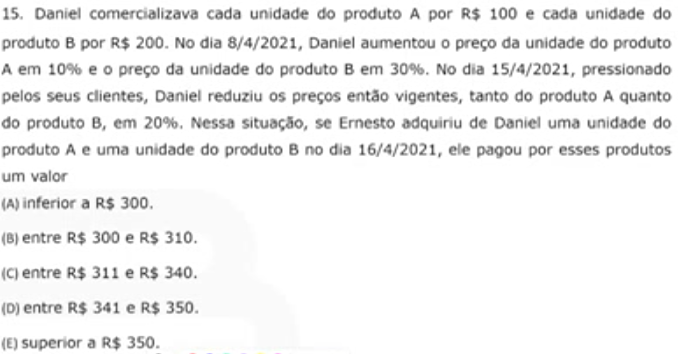 15. Daniel comercializava cada unidade do produto A por R$ 100 e cada unidade do
produto B por R$ 200. No dia 8/4/2021, Daniel aumentou o preço da unidade do produto
A em 10% e o preço da unidade do produto B em 30%. No dia 15/4/2021, pressionado
pelos seus clientes, Daniel reduziu os preços então vigentes, tanto do produto A quanto
do produto B, em 20%. Nessa situação, se Ernesto adquiriu de Daniel uma unidade do
produto A e uma unidade do produto B no dia 16/4/2021, ele pagou por esses produtos
um valor
(A) inferior a R$ 300.
(B) entre R$ 300 e R$ 310.
(C) entre R$ 311 e R$ 340.
(D) entre R$ 341 e R$ 350.
(E) superior a R$ 350.